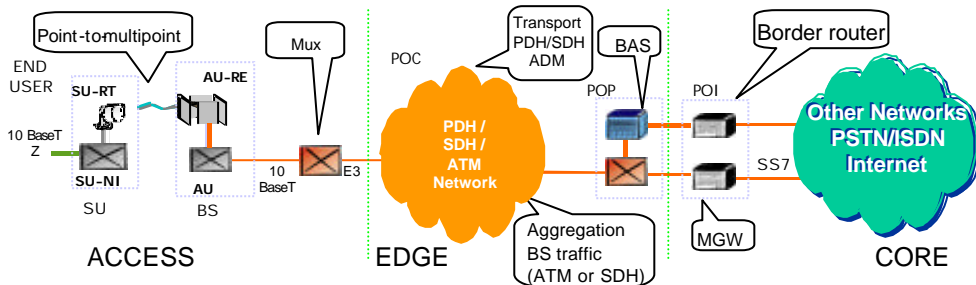 Point-to-multipoint
Mux
Transport
PDH/SDH
ADM
BAS
Border router
END
USER
SU-RT
AU-RE
POC
POP
POI
10 BaseT
Z
SU-NI
AU
10
BaseT
E3
PDH /
SDH /
ATM
Network
SS7
Other Networks
PSTN/ISDN
Internet
SU
BS
Aggregation
BS traffic
(ATM or SDH)
MGW
ACCESS
EDGE
CORE